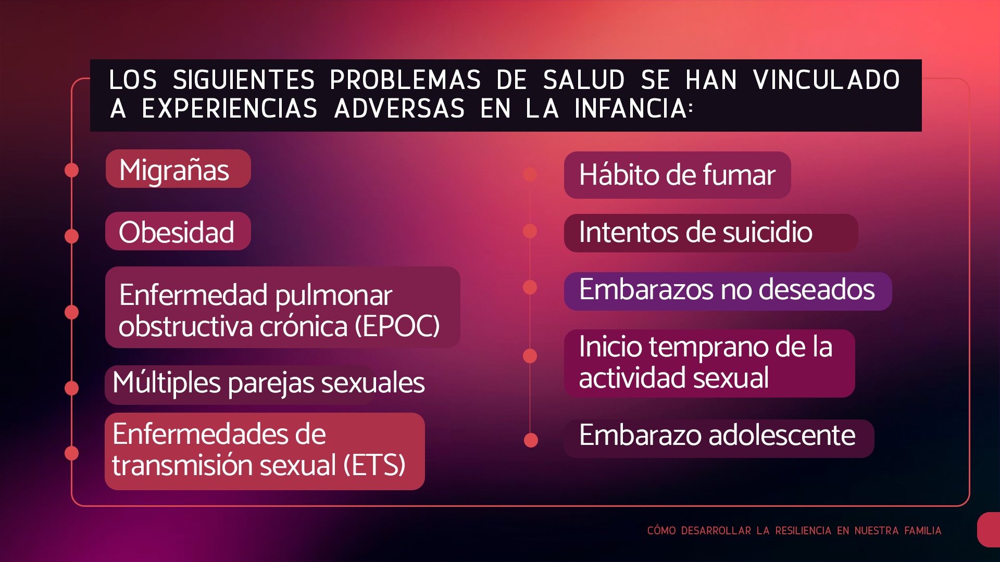 LOS SIGUIENTES PROBLEMAS DE SALUD SE HAN VINCULADO
A EXPERIENCIAS ADVERSAS EN LA INFANCIA:
Migrañas
Obesidad
Enfermedad pulmonar
obstructiva crónica (EPOC)
Múltiples parejas sexuales
Enfermedades de
transmisión sexual (ETS)
Hábito de fumar
Intentos de suicidio
Embarazos no deseados
Inicio temprano de la
actividad sexual
Embarazo adolescente
CÓMO DESARROLLAR LA RESILIENCIA EN NUESTRA FAMILIA